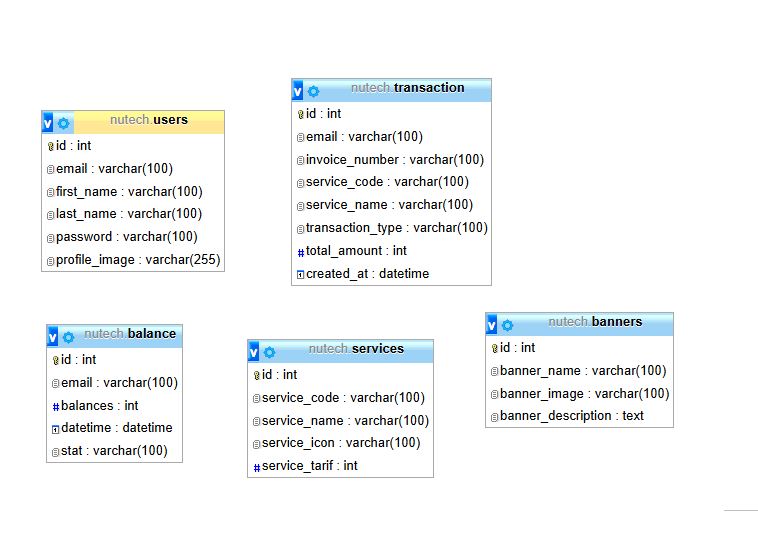 nutech.users
id : int
email : varchar(100)
first_name : varchar(100)
last_name : varchar(100)
password : varchar(100)
profile_image : varchar(255)
nutech.transaction
id : int
email : varchar(100)
invoice_number : varchar(100)
service_code : varchar(100)
service_name : varchar(100)
transaction_type : varchar(100)
# total_amount : int
created_at : datetime
nutech.balance
id : int
email : varchar(100)
# balances : int
datetime : datetime
stat : varchar(100)
nutech.services
id : int
service_code : varchar(100)
service_name : varchar(100)
service_icon : varchar(100)
# service_tarif : int
nutech.banners
id : int
banner_name : varchar(100)
banner_image : varchar(100)
banner_description : text